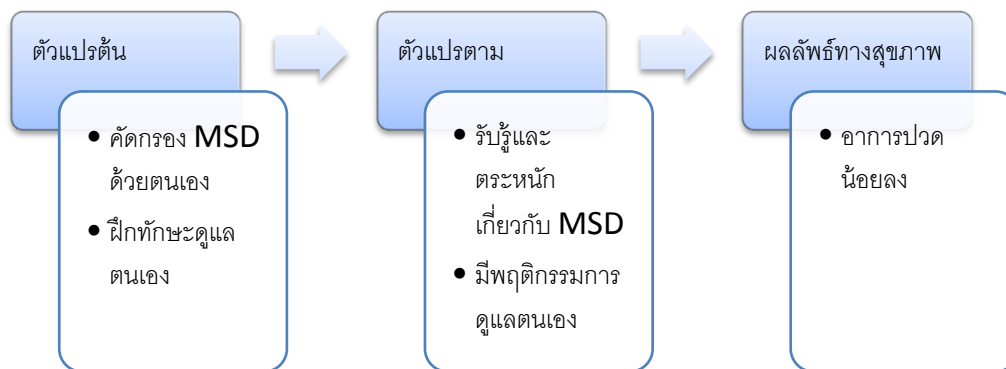 ตัวแปรต้น
• คัดกรอง MSD
ด้วยตนเอง
• ฝึกทักษะดูแล
ตนเอง
ตัวแปรตาม
• รับรู้และ
ตระหนัก
เกี่ยวกับ MSD
• มีพฤติกรรมการ
ดูแลตนเอง
ผลลัพธ์ทางสุขภาพ
• อาการปวด
น้อยลง